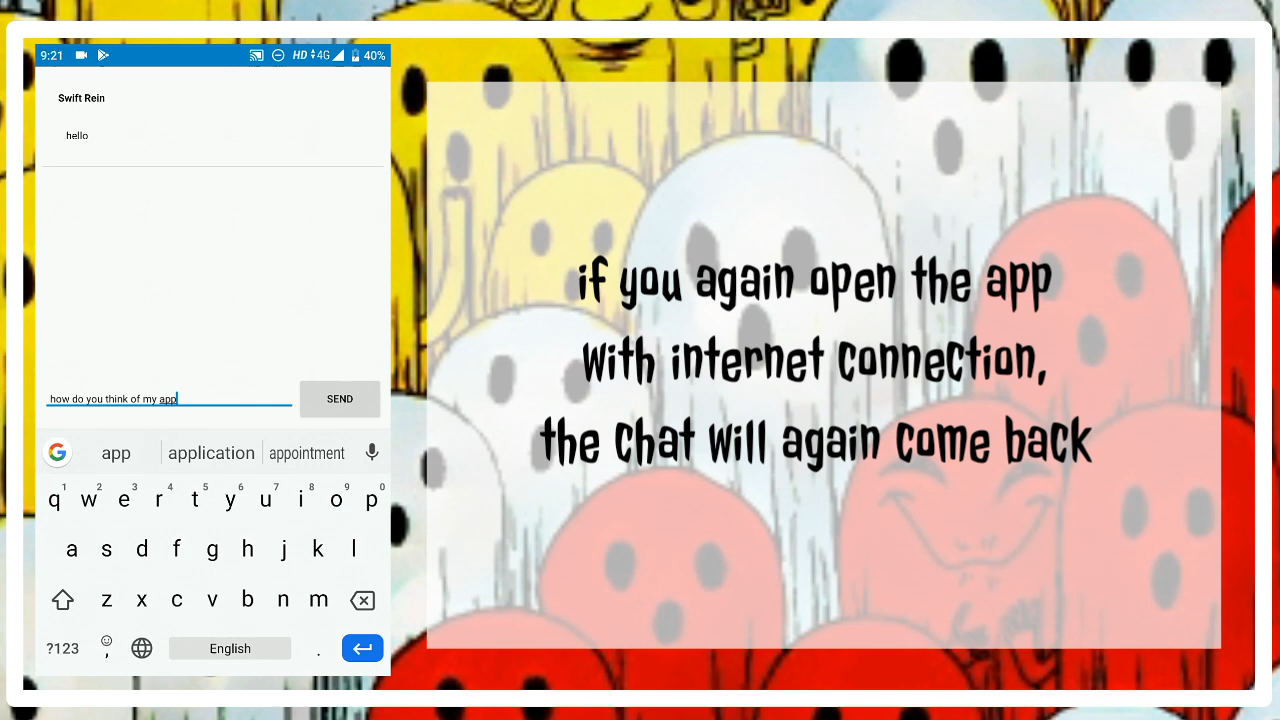 9:21 HD 4G 40%
Swift Rein
hello
how do you think of my app SEND
app application appointment
1 2 3 4 5 6 7 8 9 0
q w e r t y u i o p
a s d f g h j k l
z x c v b n m
?123 , English .
if you again open the app
with internet connection,
the chat will again come back